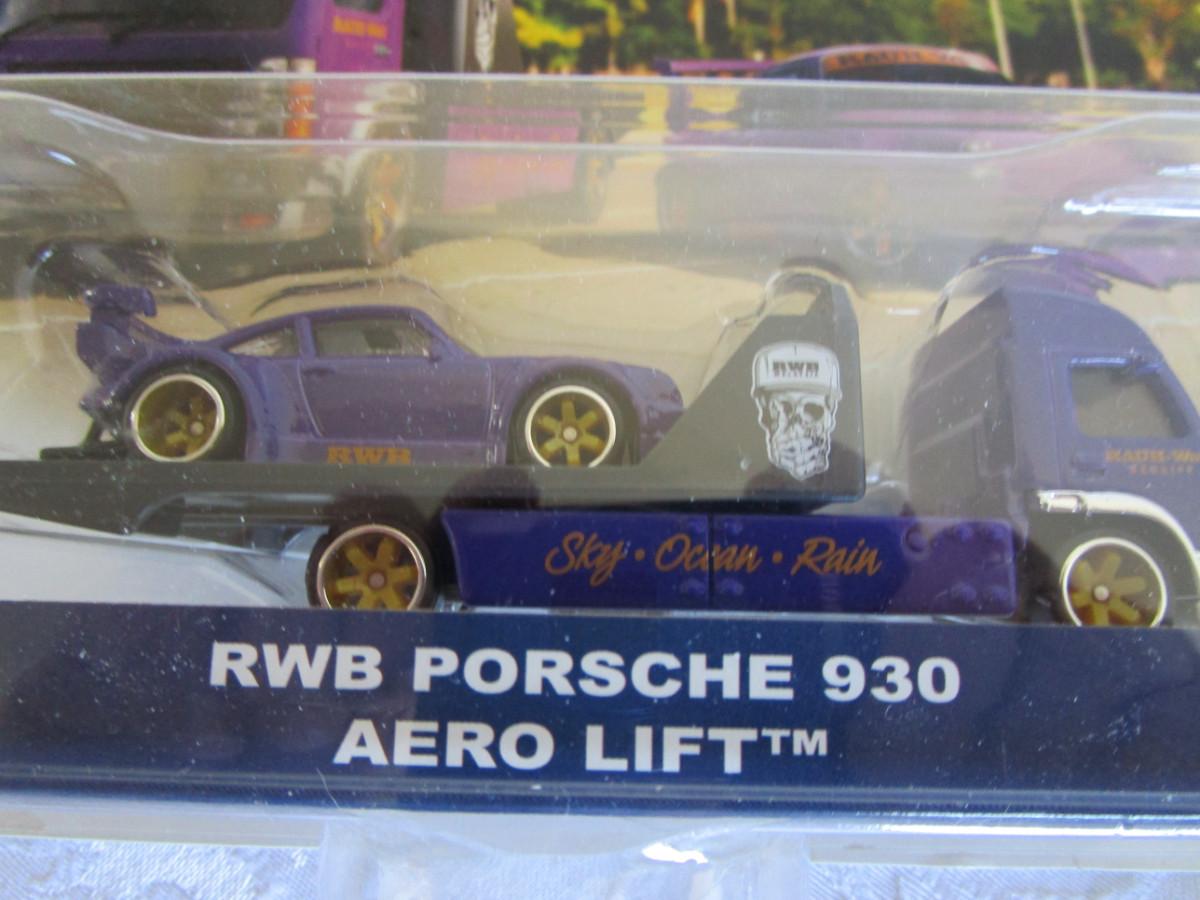 RWB
RWB
Sky · Ocean · Rain
RWB PORSCHE 930
AERO LIFT™